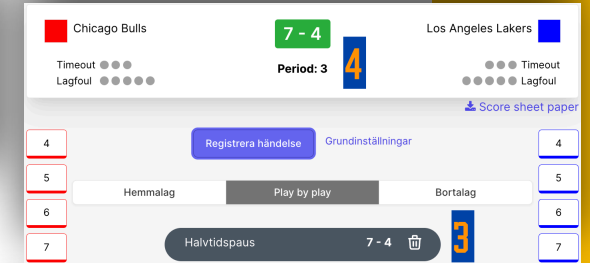 Chicago Bulls
7 - 4
Los Angeles Lakers
Timeout
Lagfoul
Period: 3
4
Timeout
Lagfoul
Score sheet paper
Registrera händelse
Grundinställningar
4
5
6
7
Hemmalag
Play by play
Bortalag
Halvtidspaus
7 - 4
3
4
5
6
7